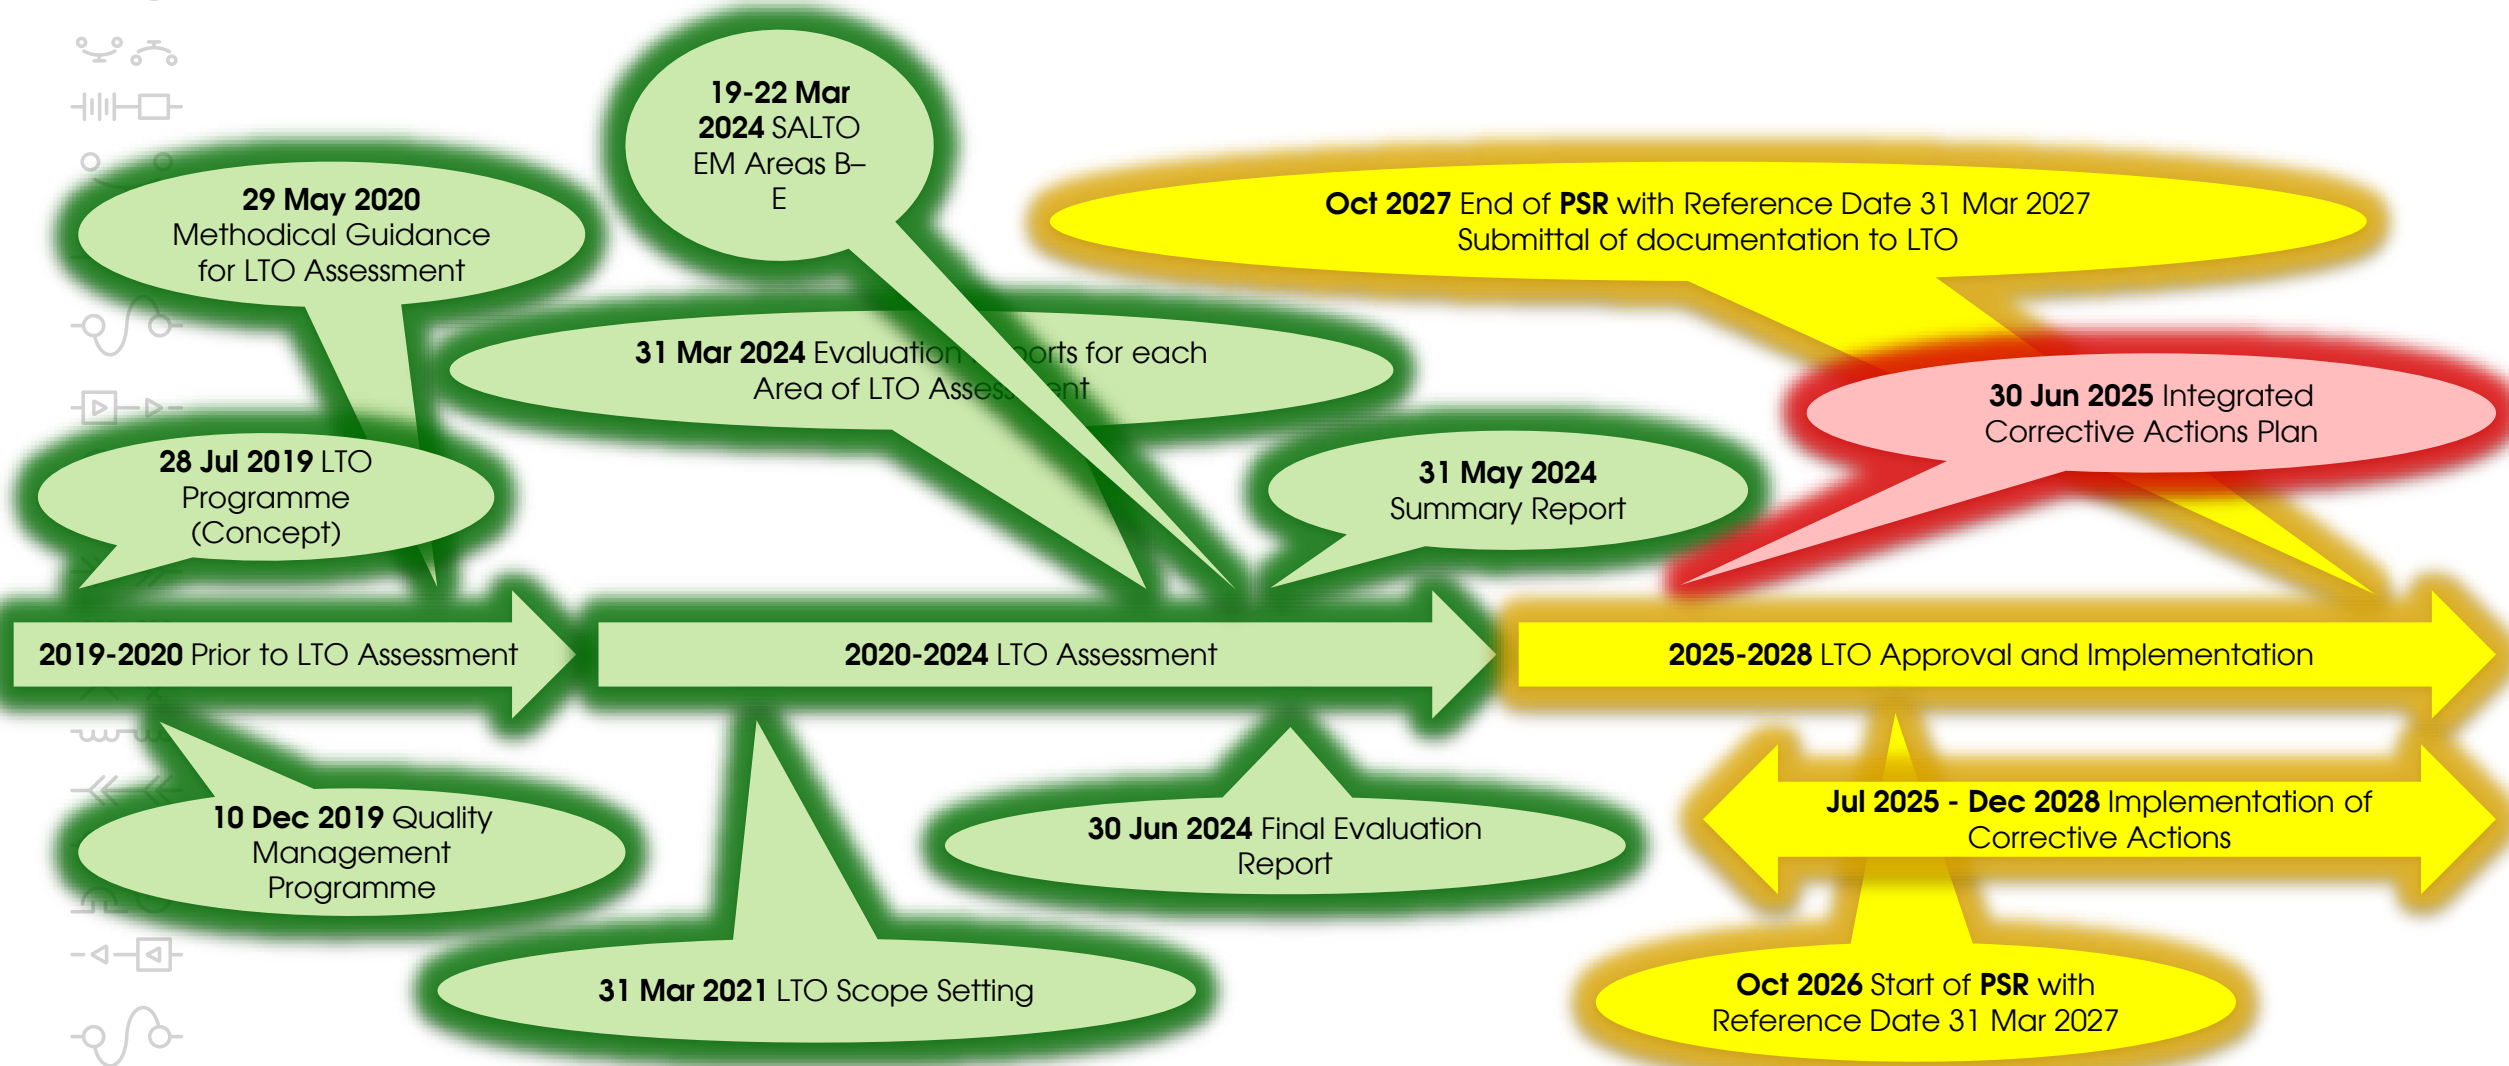 19-22 Mar
2024 SALTO
EM Areas B–
E
29 May 2020
Methodical Guidance
for LTO Assessment
Oct 2027 End of PSR with Reference Date 31 Mar 2027
Submittal of documentation to LTO
31 Mar 2024 Evaluation for each
Area of LTO
30 Jun 2025 Integrated
Corrective Actions Plan
28 Jul 2019 LTO
Programme
(Concept)
31 May 2024
Summary Report
2019-2020 Prior to LTO Assessment
2020-2024 LTO Assessment
2025-2028 LTO Approval and Implementation
10 Dec 2019 Quality
Management
Programme
30 Jun 2024 Final Evaluation
Report
Jul 2025 - Dec 2028 Implementation of
Corrective Actions
31 Mar 2021 LTO Scope Setting
Oct 2026 Start of PSR with
Reference Date 31 Mar 2027